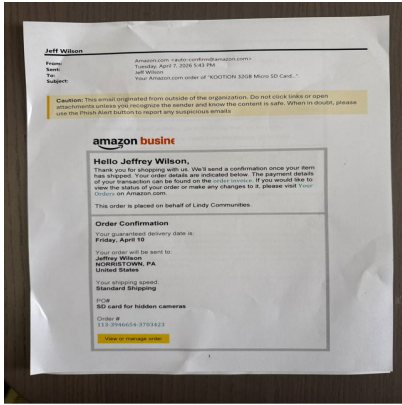 Jeff Wilson
From: Amazon.com <auto-confirm@amazon.com>
Sent: Tuesday, April 7, 2026 5:43 PM
To: Jeff Wilson
Subject: Your Amazon.com order of "KOOTION 32GB Micro SD Card...".
Caution: This email originated from outside of the organization. Do not click links or open
attachments unless you recognize the sender and know the content is safe. When in doubt, please
use the Phish Alert button to report any suspicious emails
amazon busine
Hello Jeffrey Wilson,
Thank you for shopping with us. We'll send a confirmation once your item
has shipped. Your order details are indicated below. The payment details
of your transaction can be found on the order invoice. If you would like to
view the status of your order or make any changes to it, please visit Your
Orders on Amazon.com.
This order is placed on behalf of Lindy Communities.
Order Confirmation
Your guaranteed delivery date is:
Friday, April 10
Your order will be sent to:
Jeffrey Wilson
NORRISTOWN, PA
United States
Your shipping speed:
Standard Shipping
PO#
SD card for hidden cameras
Order #
113-3946654-3703423
View or manage order
1